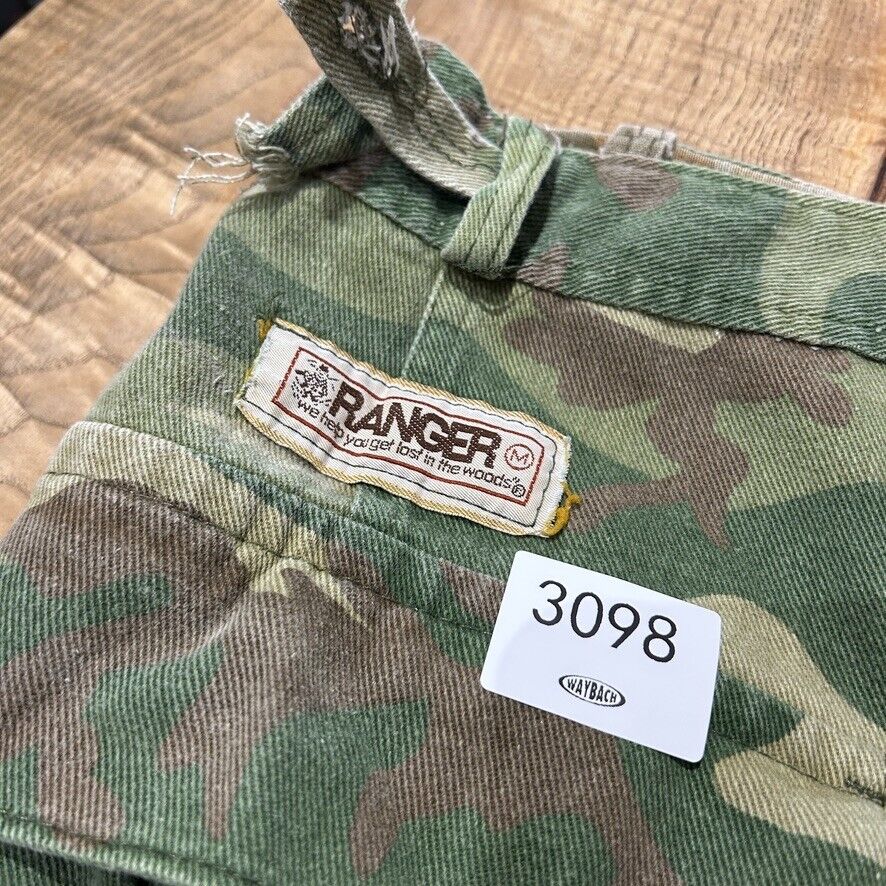 RANGER
we help you get lost in the woods®
M
3098
WAYBACH